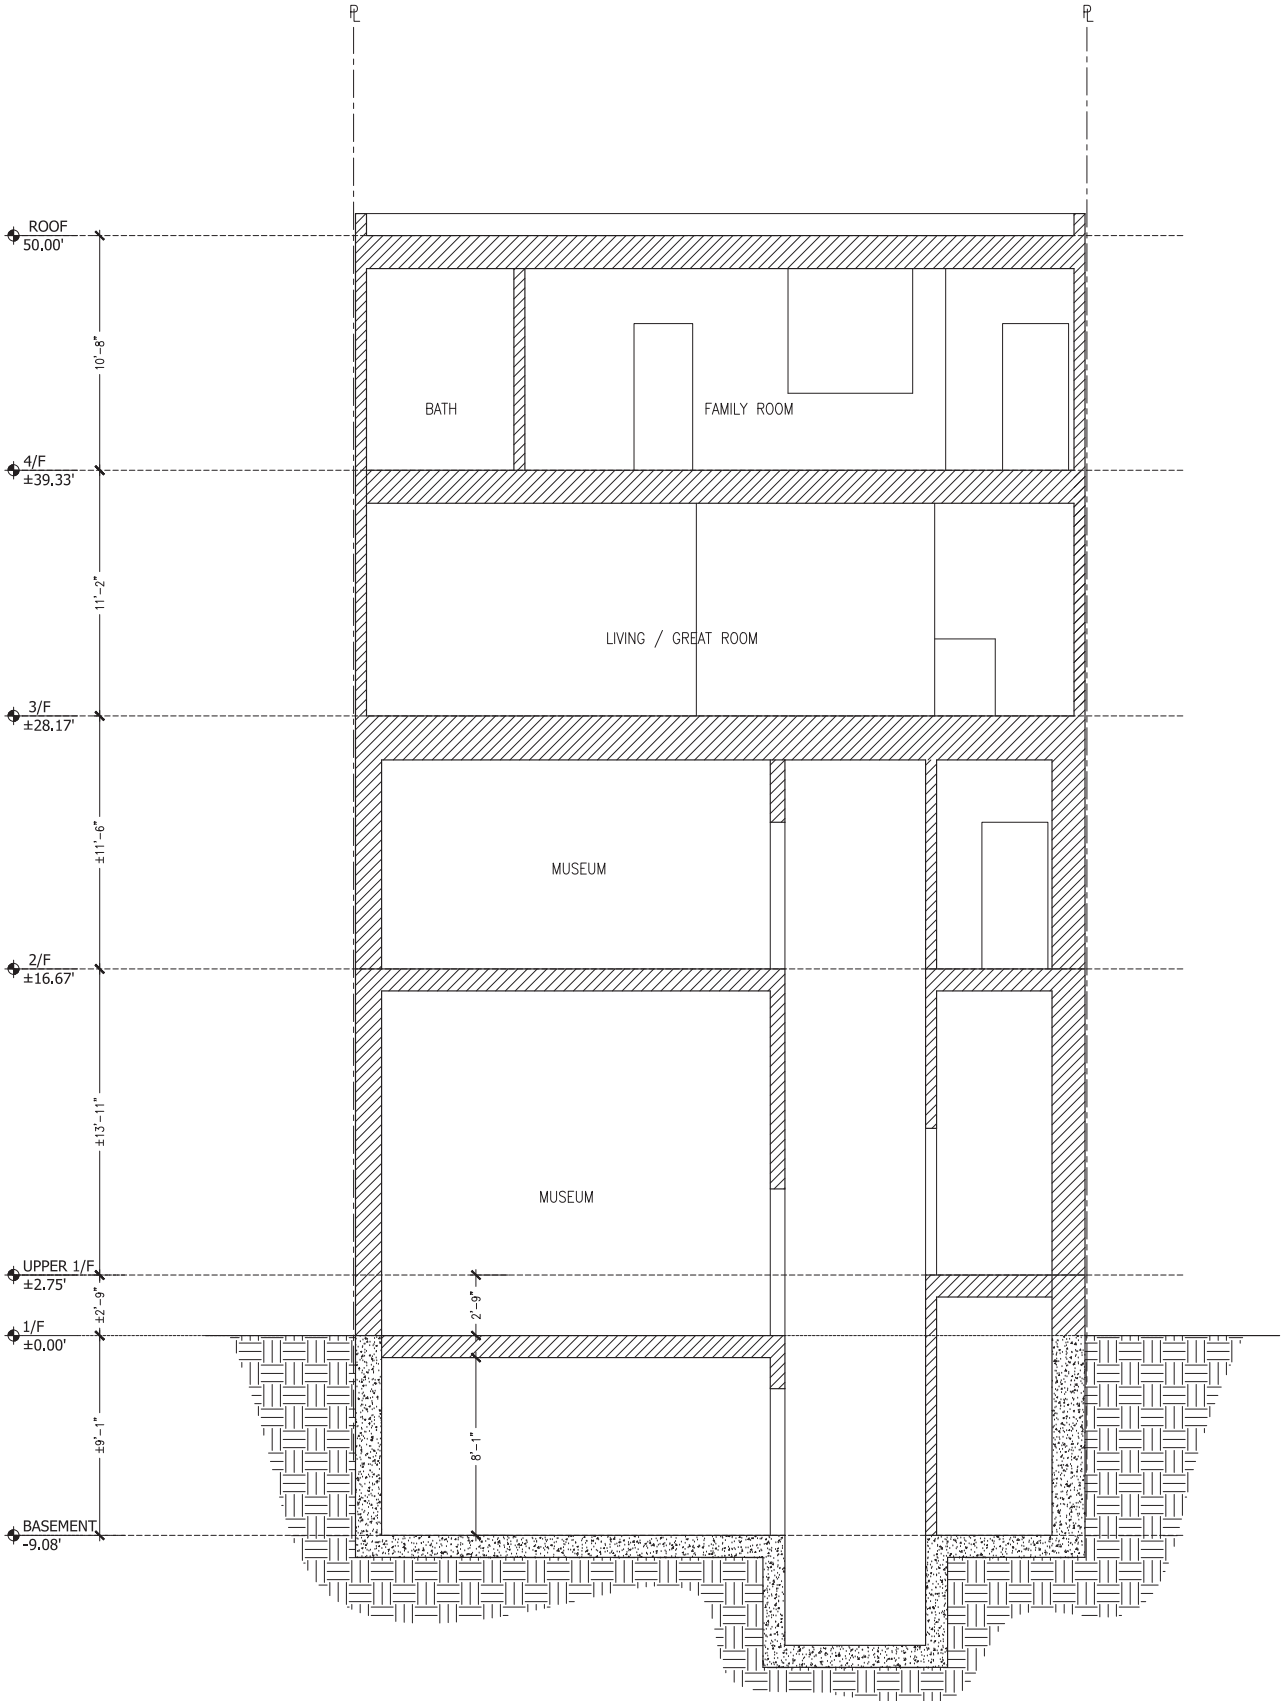 PL
PL
ROOF
50.00'
10'-8"
BATH
FAMILY ROOM
4/F
±39.33'
11'-2"
LIVING / GREAT ROOM
3/F
±28.17'
±11'-6"
MUSEUM
2/F
±16.67'
±13'-11"
MUSEUM
UPPER 1/F
±2.75'
±2'-9"
2'-9"
1/F
±0.00'
±9'-1"
8'-1"
BASEMENT
-9.08'